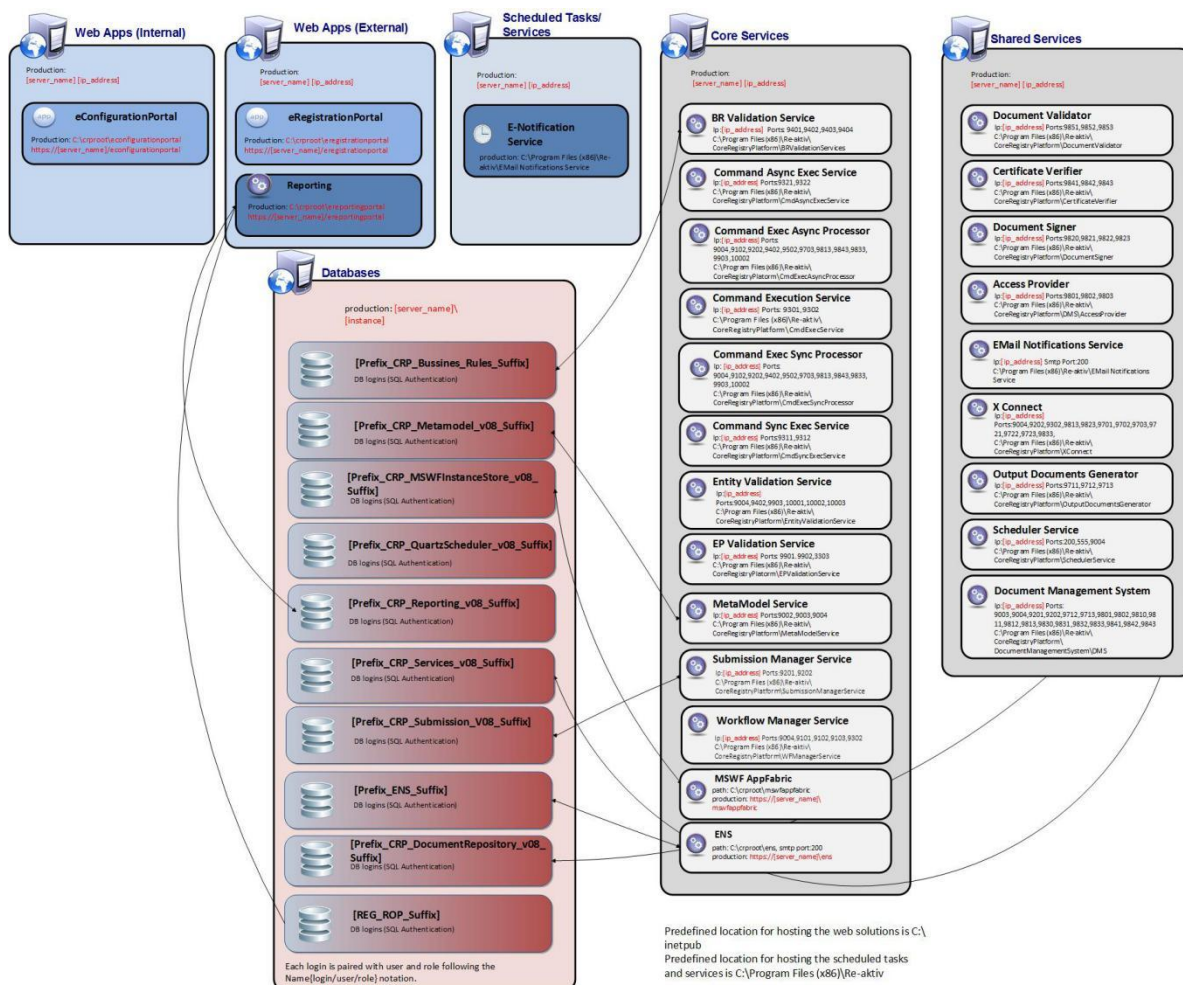 Web Apps (Internal)
Production:
[server_name] [ip_address]
APP
eConfigurationPortal
Production: C:\crproot\econfigurationportal
https://[server_name]/econfigurationportal
Web Apps (External)
Production:
[server_name] [ip_address]
APP
eRegistrationPortal
Production: C:\crproot\eregistrationportal
https://[server_name]/eregistrationportal
Reporting
Production: C:\crproot\ereportingportal
https://[server_name]/ereportingportal
Scheduled Tasks/
Services
Production:
[server_name] [ip_address]
E-Notification
Service
production: C:\Program Files (x86)\Re-
aktiv\EMail Notifications Service
Databases
production: [server_name]\
[instance]
[Prefix_CRP_Bussines_Rules_Suffix]
DB logins (SQL Authentication)
[Prefix_CRP_Metamodel_v08_Suffix]
DB logins (SQL Authentication)
[Prefix_CRP_MSWFInstanceStore_v08_
Suffix]
DB logins (SQL Authentication)
[Prefix_CRP_QuartzScheduler_v08_Suffix]
DB logins (SQL Authentication)
[Prefix_CRP_Reporting_v08_Suffix]
DB logins (SQL Authentication)
[Prefix_CRP_Services_v08_Suffix]
DB logins (SQL Authentication)
[Prefix_CRP_Submission_V08_Suffix]
DB logins (SQL Authentication)
[Prefix_ENS_Suffix]
DB logins (SQL Authentication)
[Prefix_CRP_DocumentRepository_v08_
Suffix]
DB logins (SQL Authentication)
[REG_ROP_Suffix]
DB logins (SQL Authentication)
Each login is paired with user and role following the
Name{login/user/role} notation.
Core Services
Production:
[server_name] [ip_address]
BR Validation Service
Ip:[ip_address] Ports: 9401,9402,9403,9404
C:\Program Files (x86)\Re-aktiv\
CoreRegistryPlatform\BRValidationServices
Command Async Exec Service
Ip:[ip_address] Ports:9321,9322
C:\Program Files (x86)\Re-aktiv\
CoreRegistryPlatform\CmdAsyncExecService
Command Exec Async Processor
Ip:[ip_address] Ports:
9004,9102,9202,9402,9502,9703,9813,9843,9833,
9903,10002
C:\Program Files (x86)\Re-aktiv\
CoreRegistryPlatform\CmdExecAsyncProcessor
Command Execution Service
Ip:[ip_address] Ports: 9301,9302
C:\Program Files (x86)\Re-aktiv\
CoreRegistryPlatform\CmdExecService
Command Exec Sync Processor
Ip: [ip_address] Ports:
9004,9102,9202,9402,9502,9703,9813,9843,9833,
9903,10002
C:\Program Files (x86)\Re-aktiv\
CoreRegistryPlatform\CmdExecSyncProcessor
Command Sync Exec Service
Ip:[ip_address] Ports:9311,9312
C:\Program Files (x86)\Re-aktiv\
CoreRegistryPlatform\CmdSyncExecService
Entity Validation Service
Ip:[ip_address]
Ports:9004,9402,9903,10001,10002,10003
C:\Program Files (x86)\Re-aktiv\
CoreRegistryPlatform\EntityValidationService
EP Validation Service
Ip:[ip_address] Ports: 9901.9902,3303
C:\Program Files (x86)\Re-aktiv\
CoreRegistryPlatorm\EPValidationService
MetaModel Service
Ip:[ip_address] Ports:9002,9003,9004
C:\Program Files (x86)\Re-aktiv\
CoreRegistryPlatform\MetaModelService
Submission Manager Service
Ip:[ip_address] Ports:9201,9202
C:\Program Files (x86)\Re-aktiv\
CoreRegistryPlatform\SubmissionManagerService
Workflow Manager Service
Ip:[ip_address] Ports:9004,9101,9102,9103,9302
C:\Program Files (x86)\Re-aktiv\
CoreRegistryPlatform\WFManagerService
MSWF AppFabric
path: C:\crproot\mswfappfabric
production: https://[server_name]\
mswfappfabric
ENS
path: C:\crproot\ens, smtp port:200
production: https://[server_name]\ens
Shared Services
Production:
[server_name] [ip_address]
Document Validator
Ip:[ip_address] Ports:9851,9852,9853
C:\Program Files (x86)\Re-aktiv\
CoreRegistryPlatform\DocumentValidator
Certificate Verifier
Ip:[ip_address] Ports:9841,9842,9843
C:\Program Files (x86)\Re-aktiv\
CoreRegistryPlatform\CertificateVerifier
Document Signer
Ip:[ip_address] Ports:9820,9821,9822,9823
C:\Program Files (x86)\Re-aktiv\
CoreRegistryPlatform\DocumentSigner
Access Provider
Ip:[ip_address] Ports:9801,9802,9803
C:\Program Files (x86)\Re-aktiv\
CoreRegistryPlatform\DMS\AccessProvider
EMail Notifications Service
Ip:[ip_address] Smtp Port:200
C:\Program Files (x86)\Re-aktiv\EMail Notifications
Service
X Connect
Ip:[ip_address]
Ports:9004,9202,9302,9813,9823,9701,9702,9703,97
21,9722,9723,9833,
C:\Program Files (x86)\Re-aktiv\
CoreRegistryPlatform\XConnect
Output Documents Generator
Ip:[ip_address] Ports:9711,9712,9713
C:\Program Files (x86)\Re-aktiv\
CoreRegistryPlatform\OutputDocumentsGenerator
Scheduler Service
Ip:[ip_address] Ports:200,555,9004
C:\Program Files (x86)\Re-aktiv\
CoreRegistryPlatform\SchedulerService
Document Management System
Ip:[ip_address] Ports:
9003,9004,9201,9202,9712,9713,9801,9802,9810,98
11,9812,9813,9830,9831,9832,9833,9841,9842,9843
C:\Program Files (x86)\Re-aktiv\
CoreRegistryPlatform\
DocumentManagementSystem\DMS
Predefined location for hosting the web solutions is C:\
inetpub
Predefined location for hosting the scheduled tasks
and services is C:\Program Files (x86)\Re-aktiv